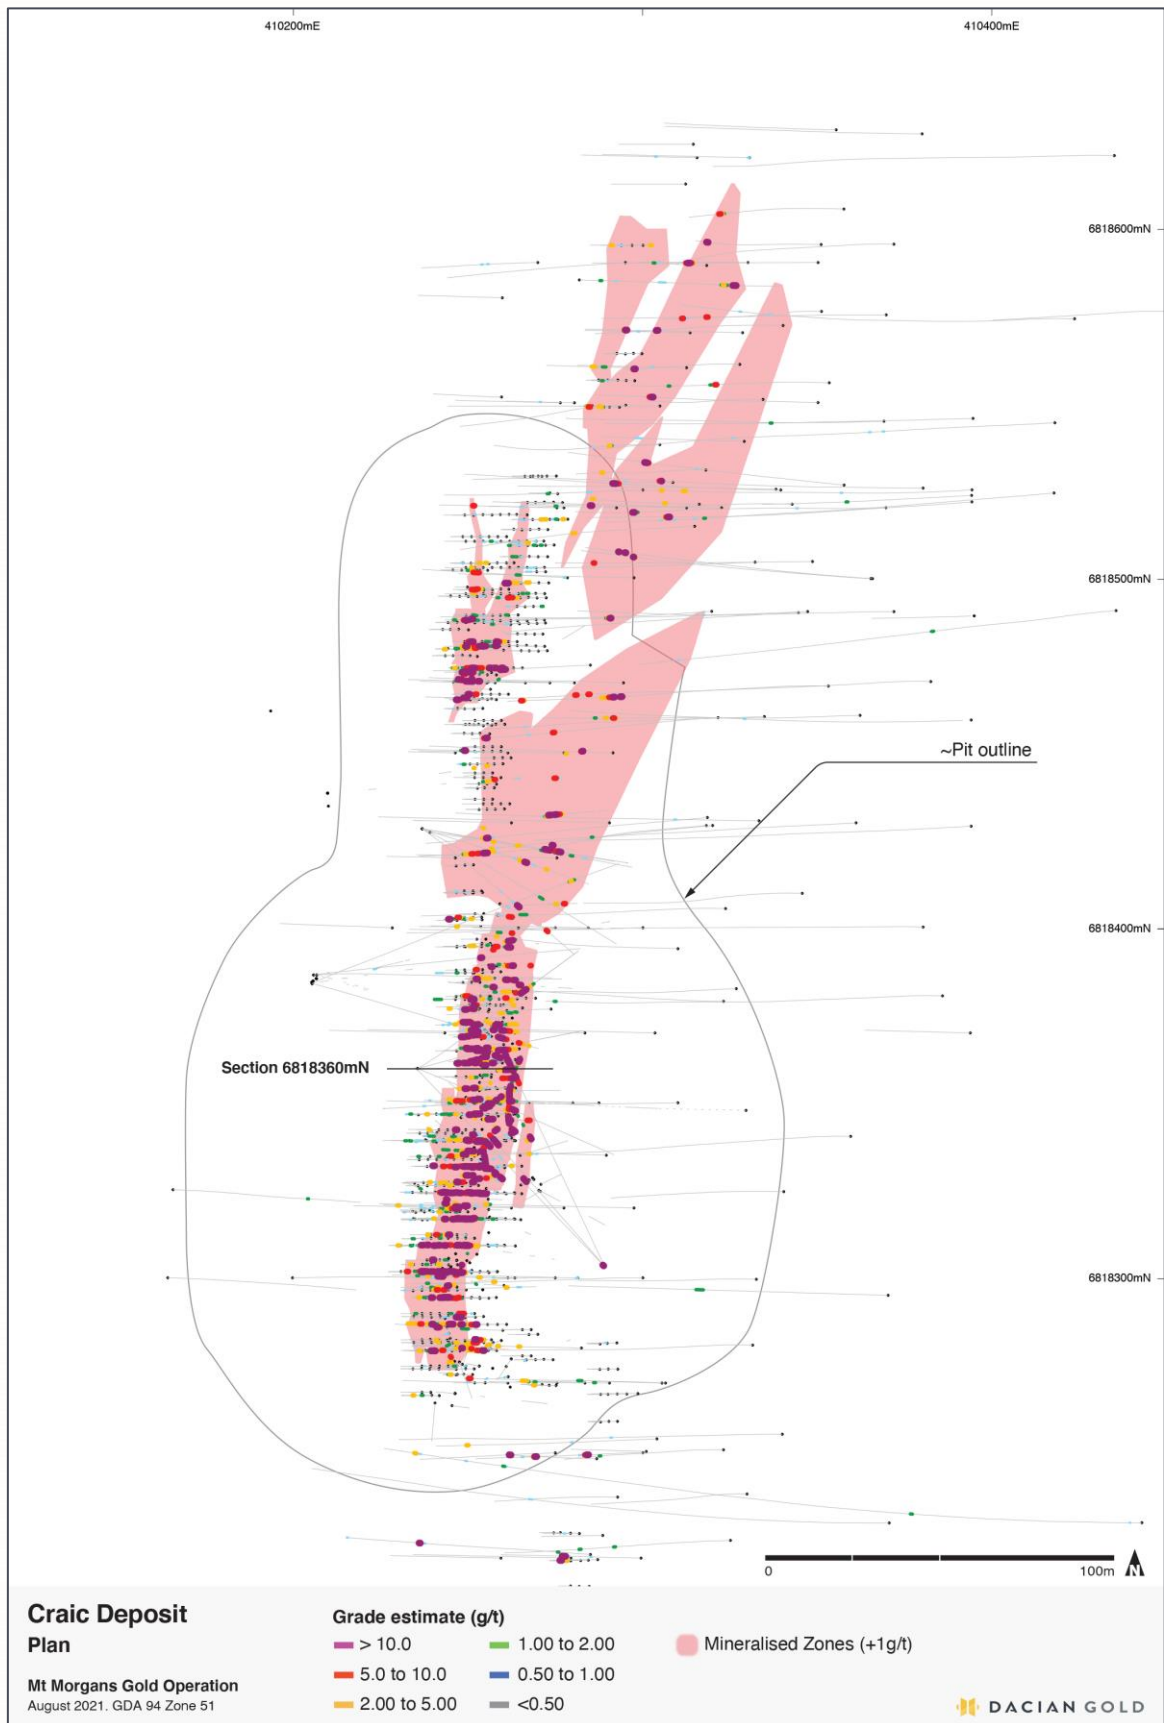 410200mE
410400mE
6818600mN
6818500mN
~Pit outline
6818400mN
Section 6818360mN
6818300mN
0
100m
N
Craic Deposit
Plan
Mt Morgans Gold Operation
August 2021. GDA 94 Zone 51
Grade estimate (g/t)
> 10.0
5.0 to 10.0
2.00 to 5.00
1.00 to 2.00
0.50 to 1.00
<0.50
Mineralised Zones (+1g/t)
DACIAN GOLD